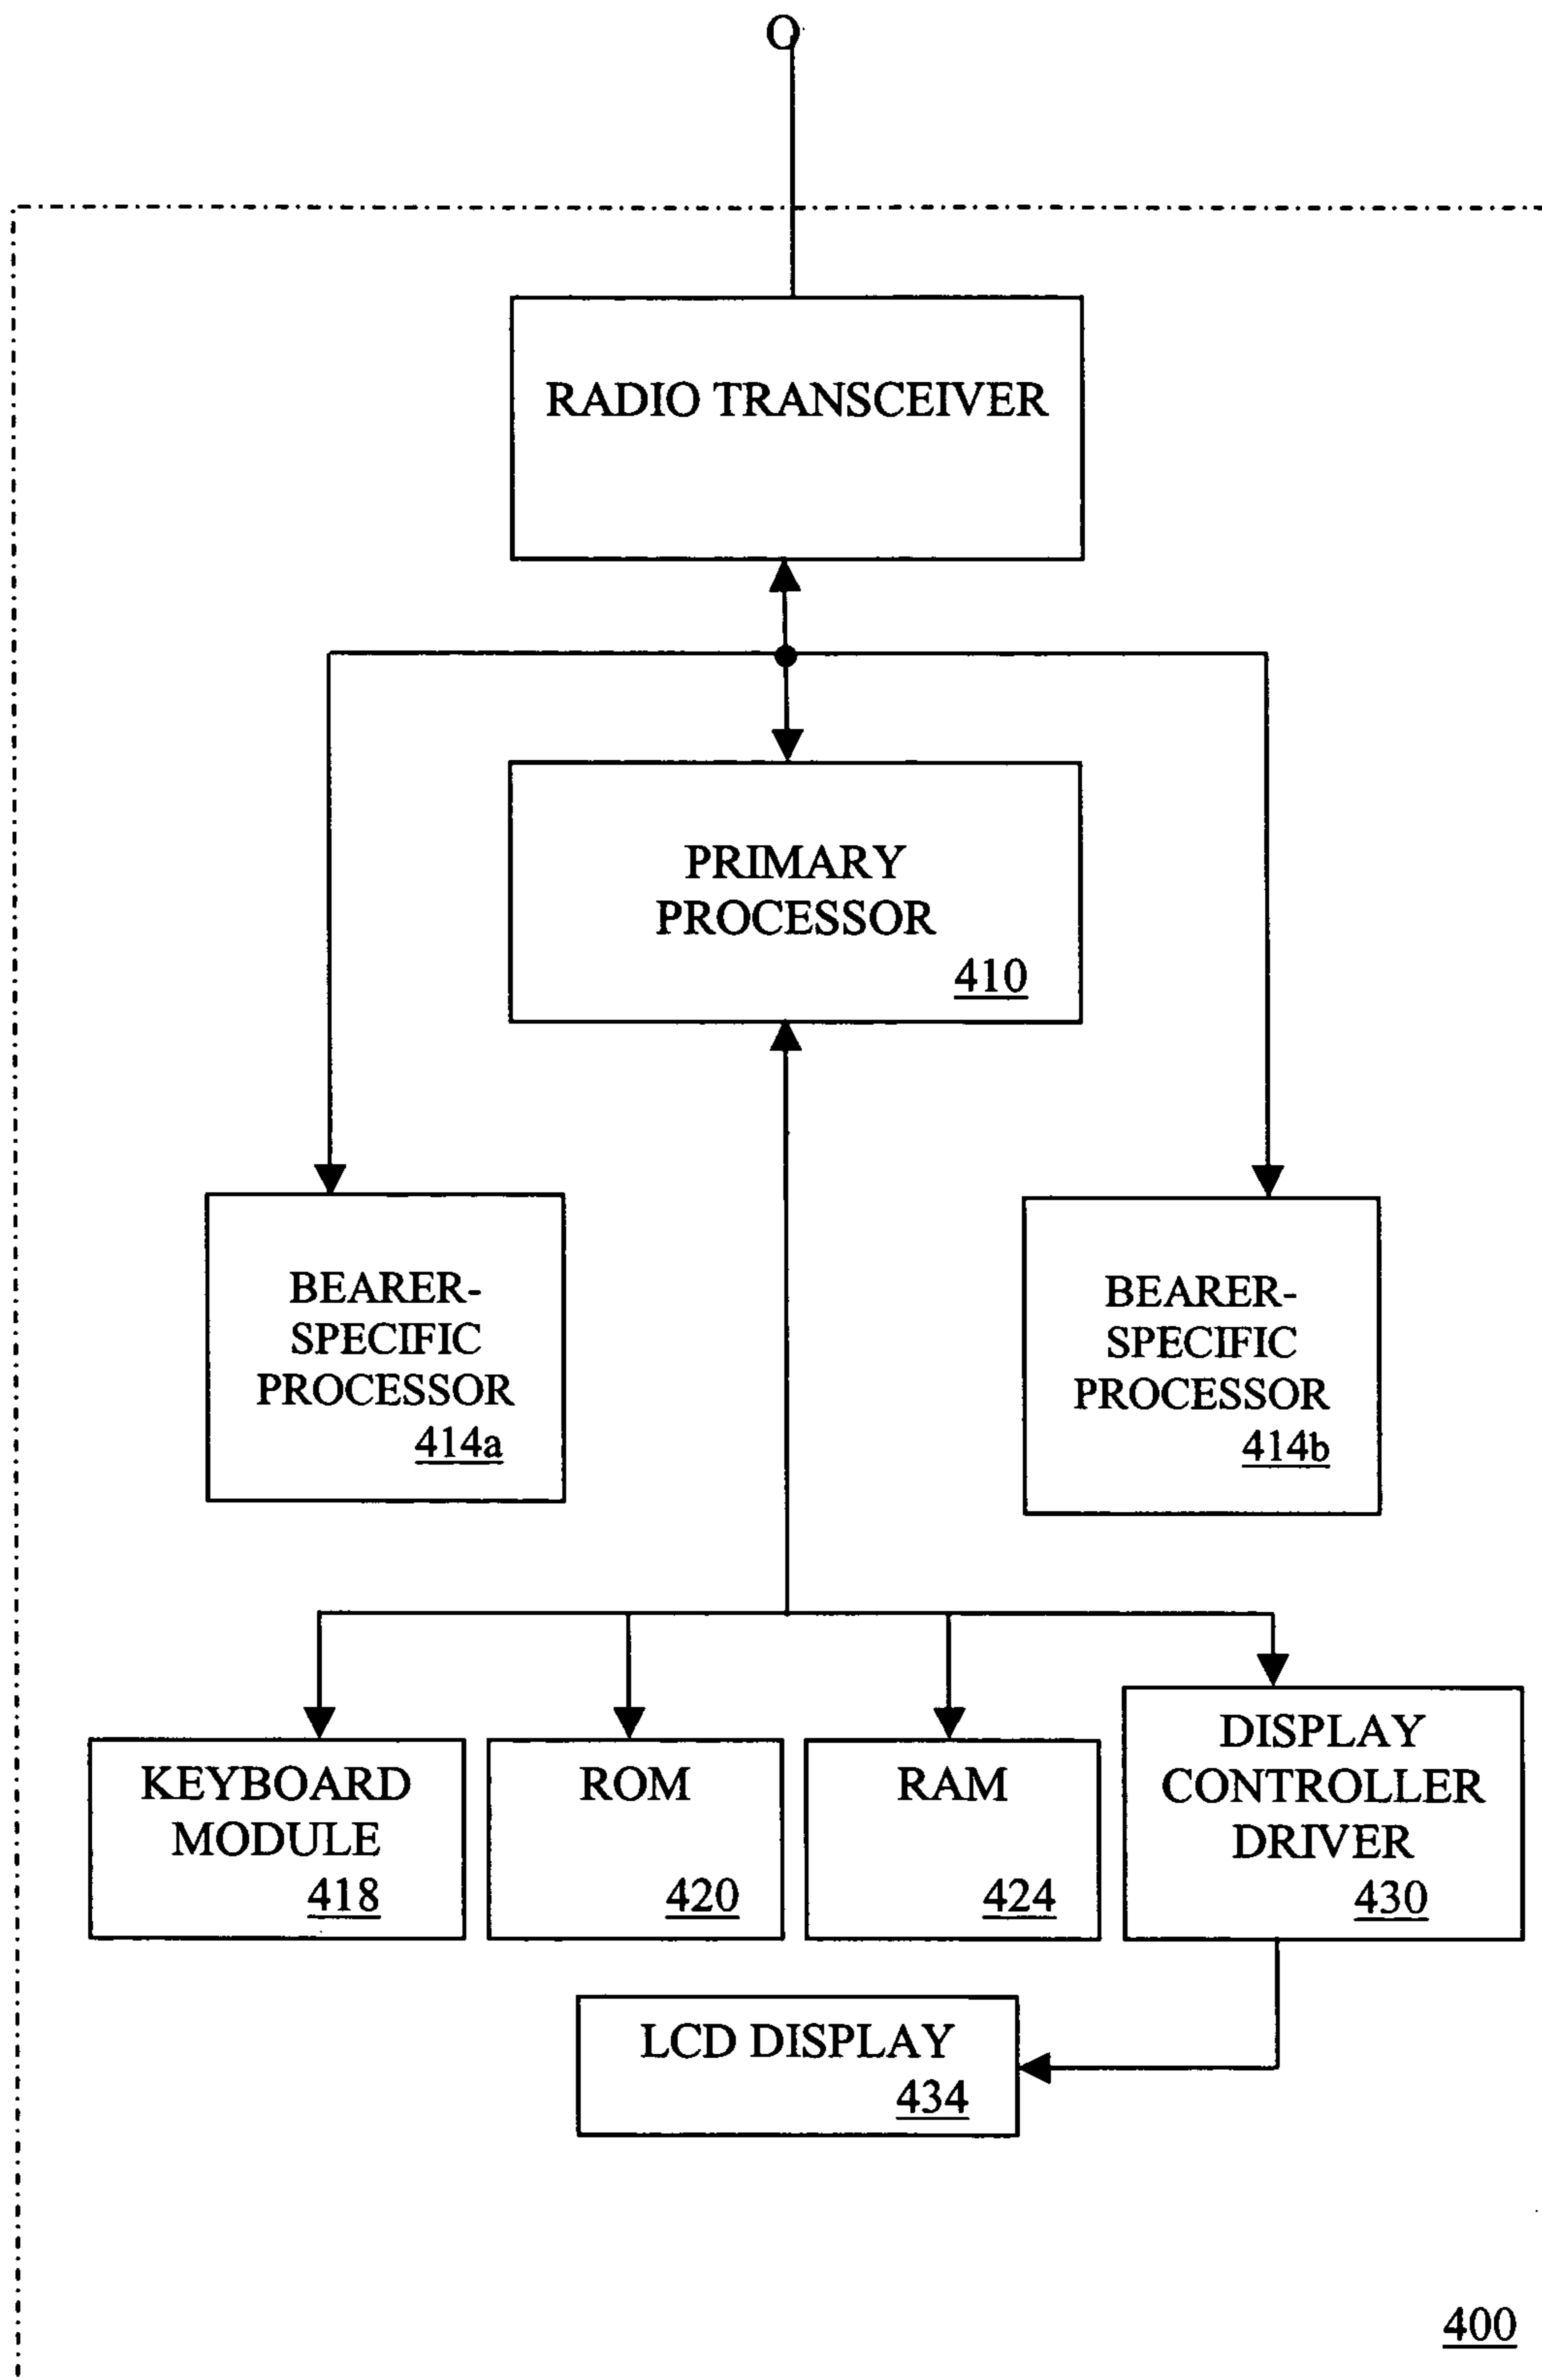 RADIO TRANSCEIVER
PRIMARY
PROCESSOR
410
BEARER-
SPECIFIC
PROCESSOR
414a
BEARER-
SPECIFIC
PROCESSOR
414b
KEYBOARD
MODULE
418
ROM
420
RAM
424
DISPLAY
CONTROLLER
DRIVER
430
LCD DISPLAY
434
400